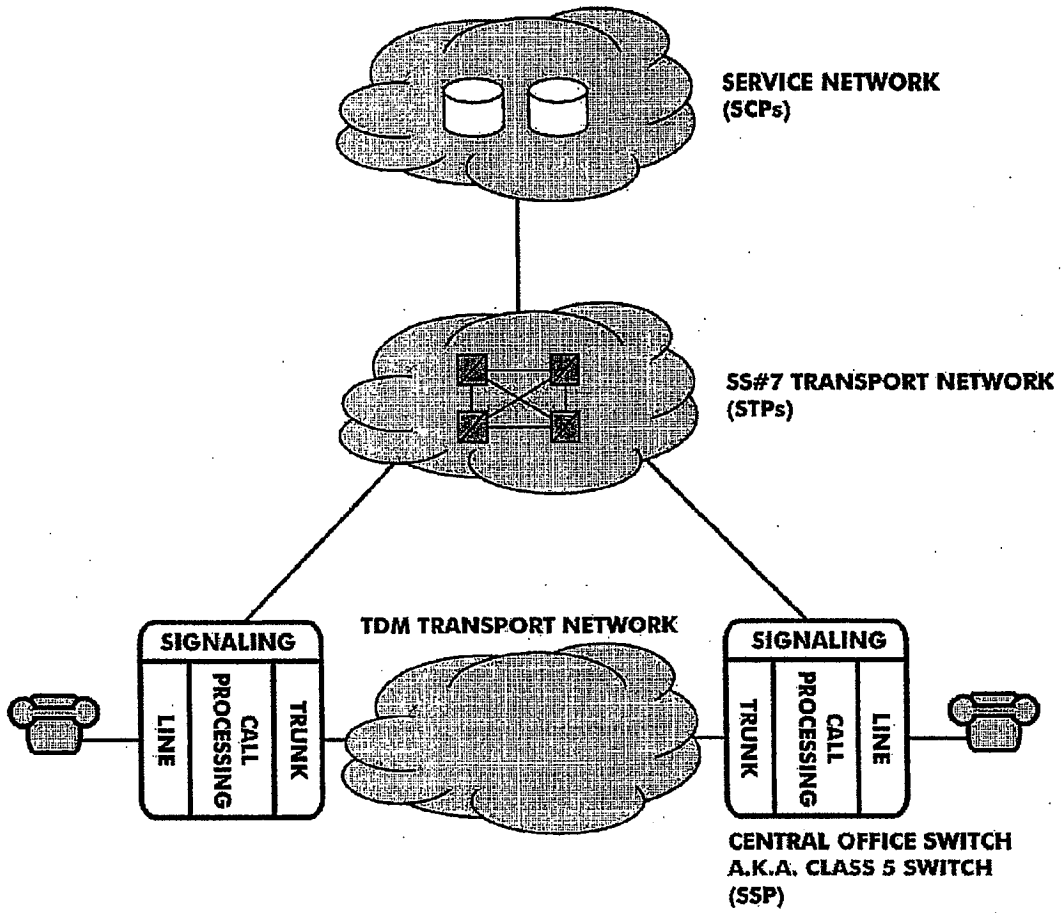 SERVICE NETWORK
(SCPs)
SS#7 TRANSPORT NETWORK
(STPs)
TDM TRANSPORT NETWORK
SIGNALING
LINE
CALL
PROCESSING
TRUNK
SIGNALING
TRUNK
CALL
PROCESSING
LINE
CENTRAL OFFICE SWITCH
A.K.A. CLASS 5 SWITCH
(SSP)